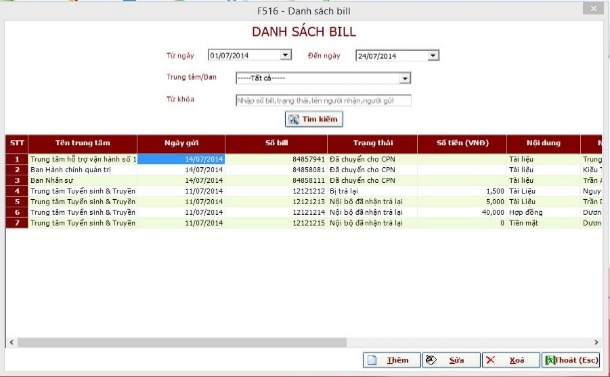 F516 - Danh sách bill
DANH SÁCH BILL
Từ ngày 01/07/2014 Đến ngày 24/07/2014
Trung tâm/Ban -----Tất cả-----
Từ khóa Nhập số bill,trạng thái,tên người nhận,người gửi
Tìm kiếm
STT Tên trung tâm Ngày gửi Số bill Trạng thái Số tiền (VNĐ) Nội dung N
1 Trung tâm hỗ trợ vận hành số 1 14/07/2014 84857941 Đã chuyển cho CPN Tài liệu Trung
2 Ban Hành chính quản trị 14/07/2014 84858081 Đã chuyển cho CPN Tài liệu Kiều T
3 Ban Nhân sự 14/07/2014 84858111 Đã chuyển cho CPN Tài liệu Trần A
4 Trung tâm Tuyển sinh & Truyền 11/07/2014 12121212 Bị trả lại 1,500 Tài Liệu Nguy
5 Trung tâm Tuyển sinh & Truyền 11/07/2014 12121213 Nội bộ đã nhận trả lại 5,000 Tài Liệu Trần D
6 Trung tâm Tuyển sinh & Truyền 11/07/2014 12121214 Nội bộ đã nhận trả lại 40,000 Hợp đồng Dươn
7 Trung tâm Tuyển sinh & Truyền 11/07/2014 12121215 Nội bộ đã nhận trả lại 0 Tiền mặt Dươn
Thêm Sửa Xoá Thoát (Esc)